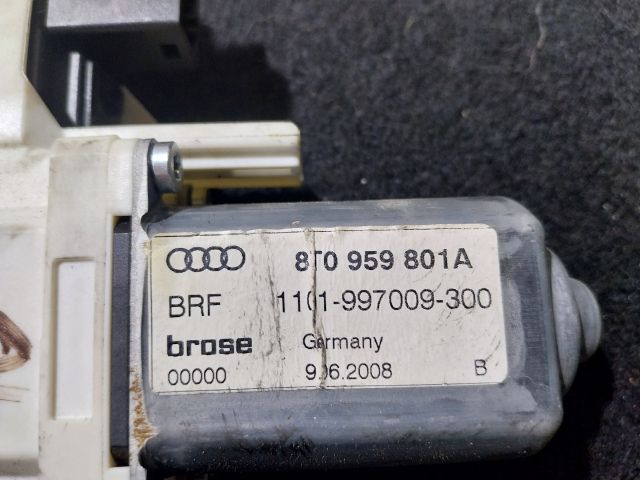 8T0 959 801A
BRF 1101-997009-300
brose Germany
00000 9.06.2008 B